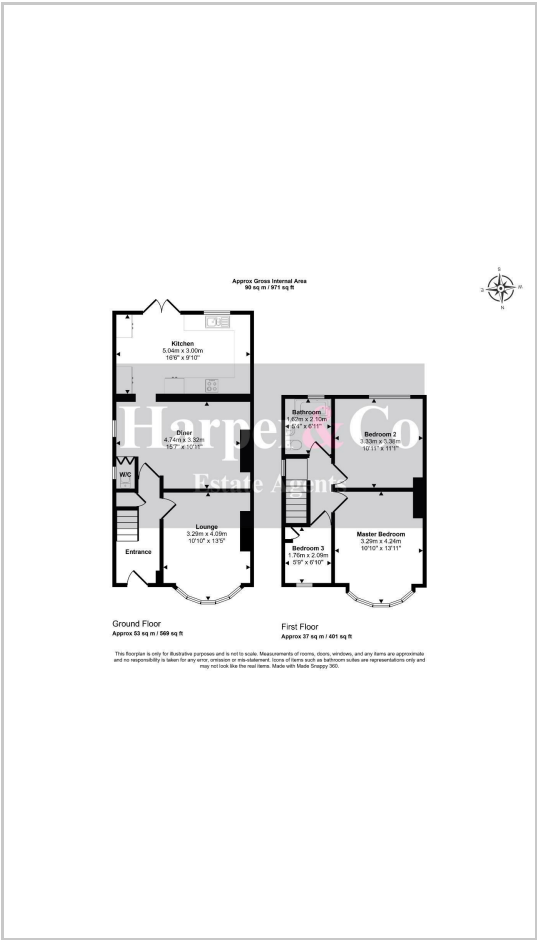 Approx Gross Internal Area
90 sq m / 971 sq ft
S
W
N
Kitchen
5.04m x 3.00m
16'6" x 9'10"
Diner
4.74m x 3.32m
15'7" x 10'11"
W/C
Lounge
3.29m x 4.09m
10'10" x 13'5"
Entrance
Bathroom
1.62m x 2.10m
5'4" x 6'11"
Bedroom 2
3.33m x 3.38m
10'11" x 11'1"
Bedroom 3
1.76m x 2.09m
5'9" x 6'10"
Master Bedroom
3.29m x 4.24m
10'10" x 13'11"
Harper & Co
Estate Agents
Ground Floor
Approx 53 sq m / 569 sq ft
First Floor
Approx 37 sq m / 401 sq ft
This floorplan is only for illustrative purposes and is not to scale. Measurements of rooms, doors, windows, and any items are approximate
and no responsibility is taken for any error, omission or mis-statement. Icons of items such as bathroom suites are representations only and
may not look like the real items. Made with Made Snappy 360.